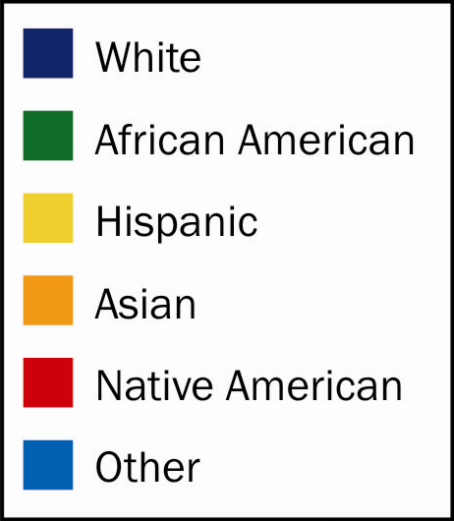 White
African American
Hispanic
Asian
Native American
Other